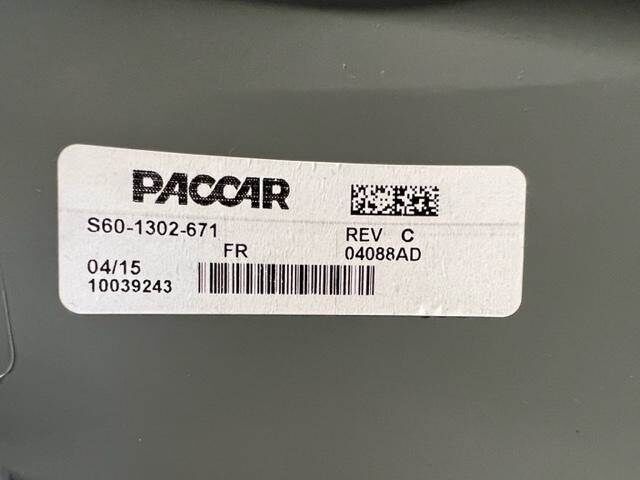 PACCAR
S60-1302-671 REV C
FR 04088AD
04/15
10039243